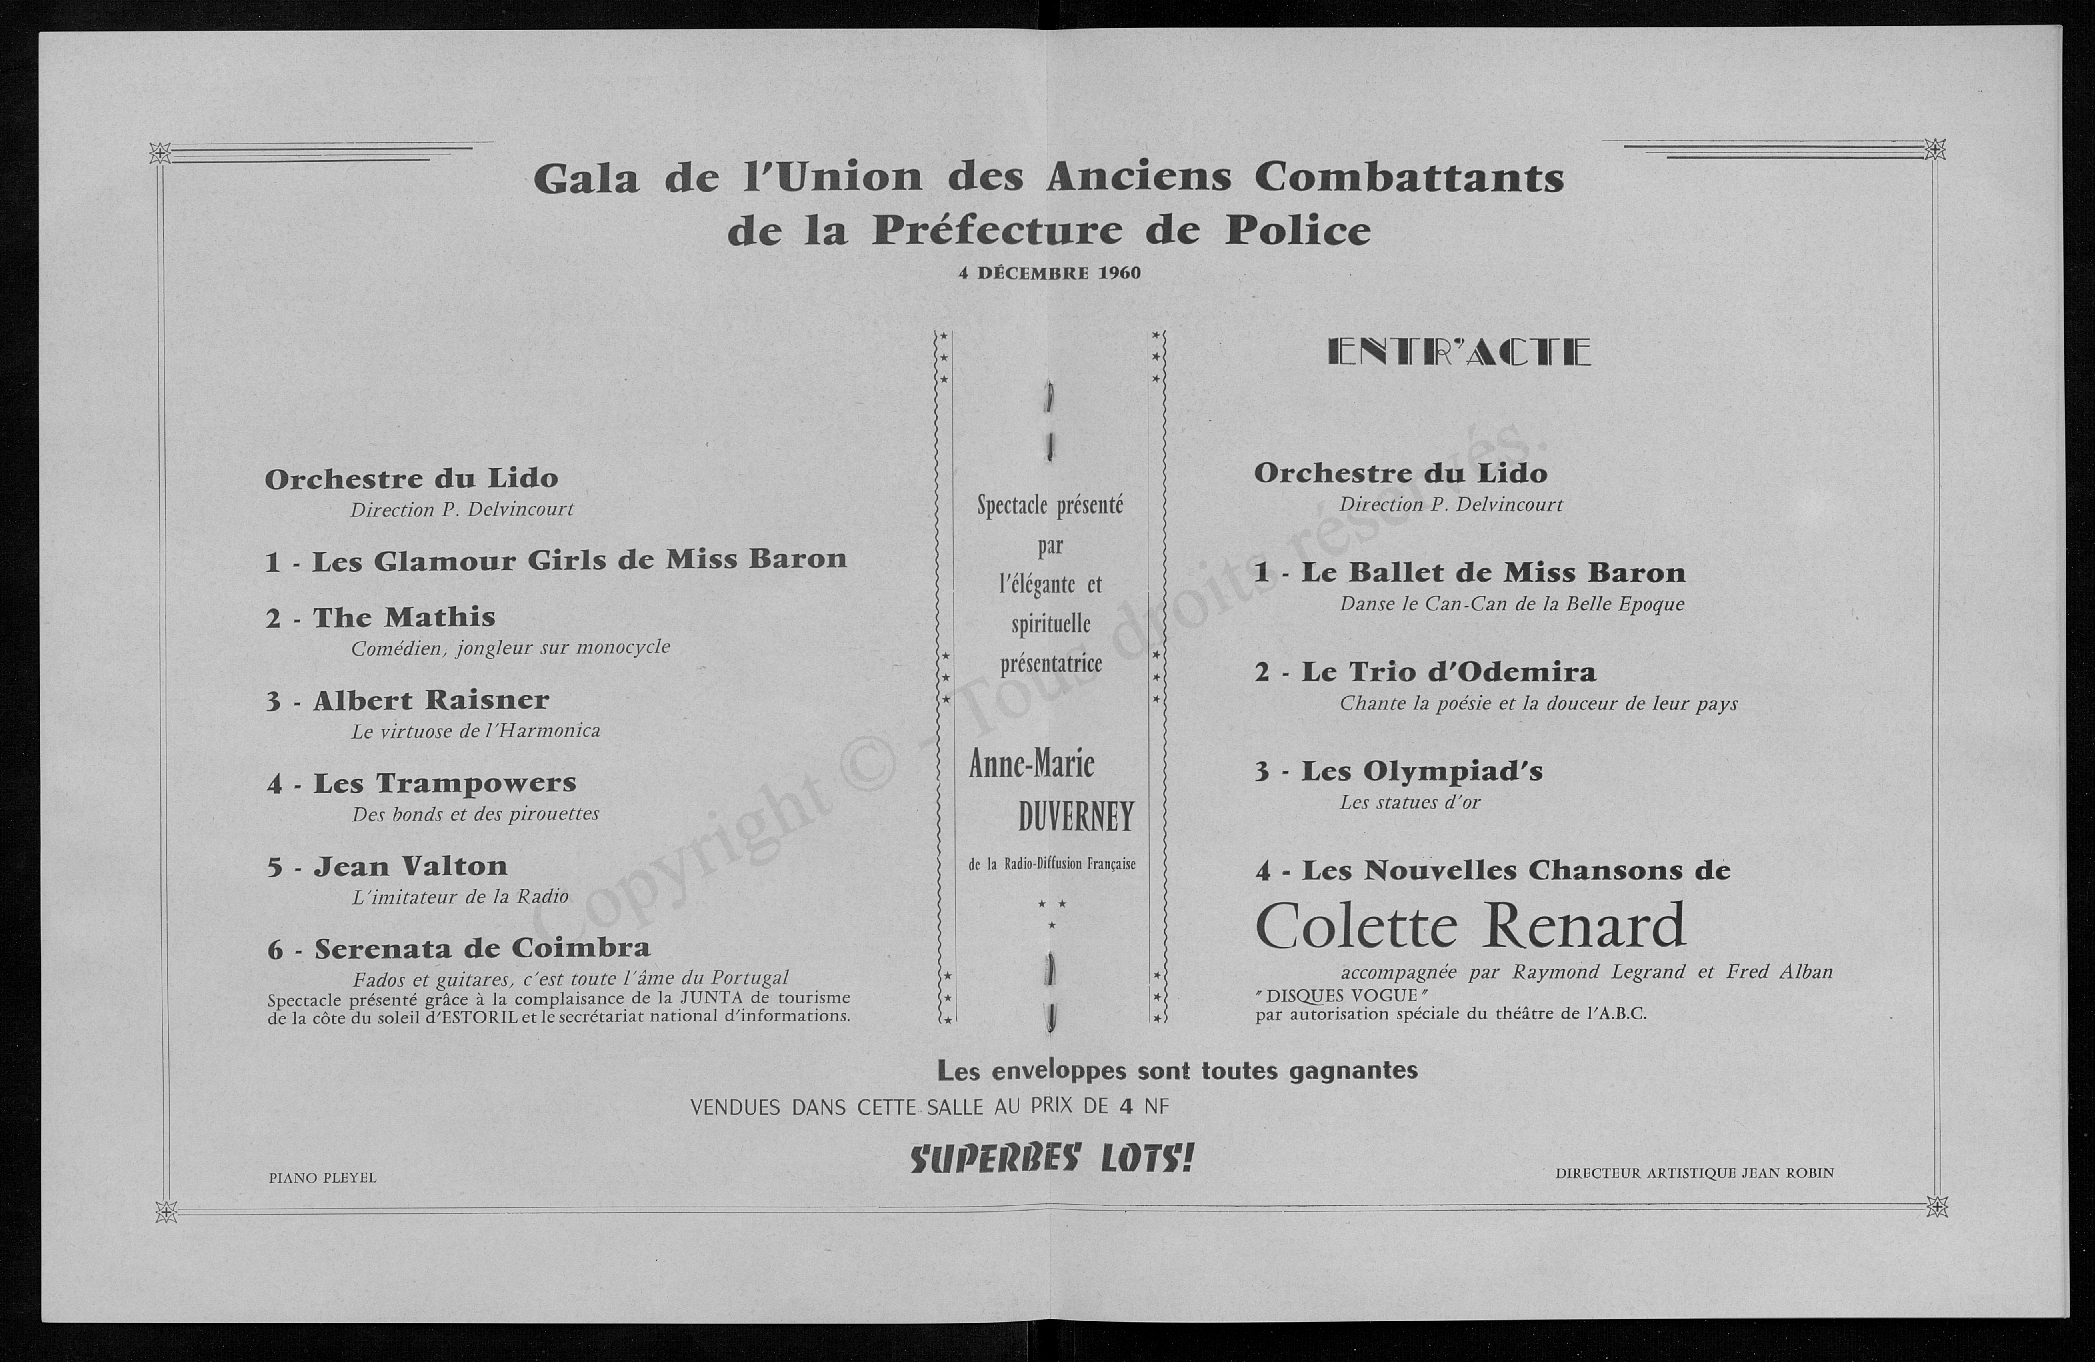 Gala de l'Union des Anciens Combattants
de la Préfecture de Police
4 DÉCEMBRE 1960
Orchestre du Lido
Direction P. Delvincourt
1 - Les Glamour Girls de Miss Baron
2 - The Mathis
Comédien, jongleur sur monocycle
3 - Albert Raisner
Le virtuose de l'Harmonica
4 - Les Trampowers
Des bonds et des pirouettes
5 - Jean Valton
L'imitateur de la Radio
6 - Serenata de Coimbra
Fados et guitares, c'est toute l'âme du Portugal
Spectacle présenté grâce à la complaisance de la JUNTA de tourisme
de la côte du soleil d'ESTORIL et le secrétariat national d'informations.
Spectacle présenté
par
l'élégante et
spirituelle
présentatrice
Anne-Marie
DUVERNEY
de la Radio-Diffusion Française
ENTR'ACTE
Orchestre du Lido
Direction P. Delvincourt
1 - Le Ballet de Miss Baron
Danse le Can-Can de la Belle Epoque
2 - Le Trio d'Odemira
Chante la poésie et la douceur de leur pays
3 - Les Olympiad's
Les statues d'or
4 - Les Nouvelles Chansons de
Colette Renard
accompagnée par Raymond Legrand et Fred Alban
"DISQUES VOGUE"
par autorisation spéciale du théâtre de l'A.B.C.
Les enveloppes sont toutes gagnantes
VENDUES DANS CETTE SALLE AU PRIX DE 4 NF
SUPERBES LOTS!
PIANO PLEYEL
DIRECTEUR ARTISTIQUE JEAN ROBIN
Copyright © - Tous droits réservés.